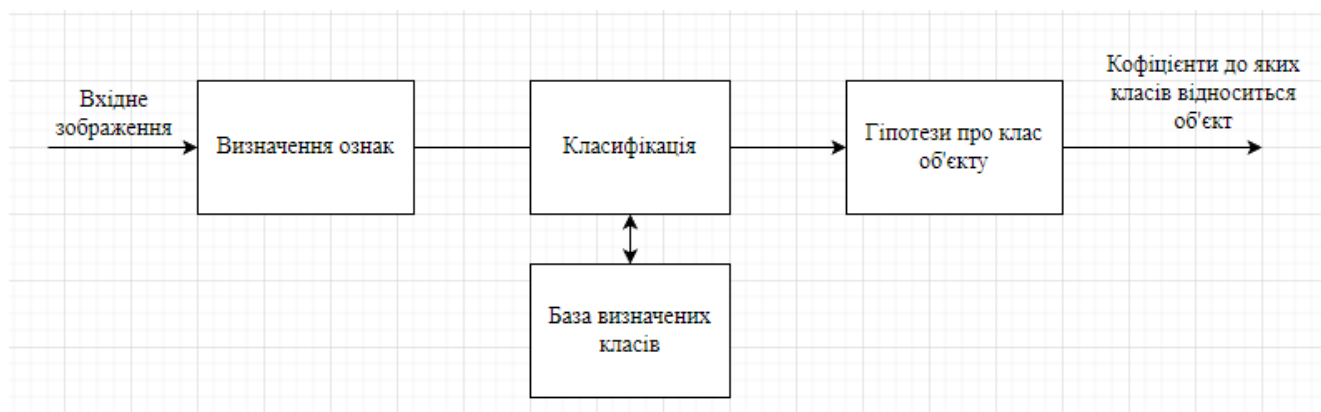 Вхідне
зображення
Визначення ознак
Класифікація
Гіпотези про клас
об'єкту
Кофіцієнти до яких
класів відноситься
об'єкт
База визначених
класів